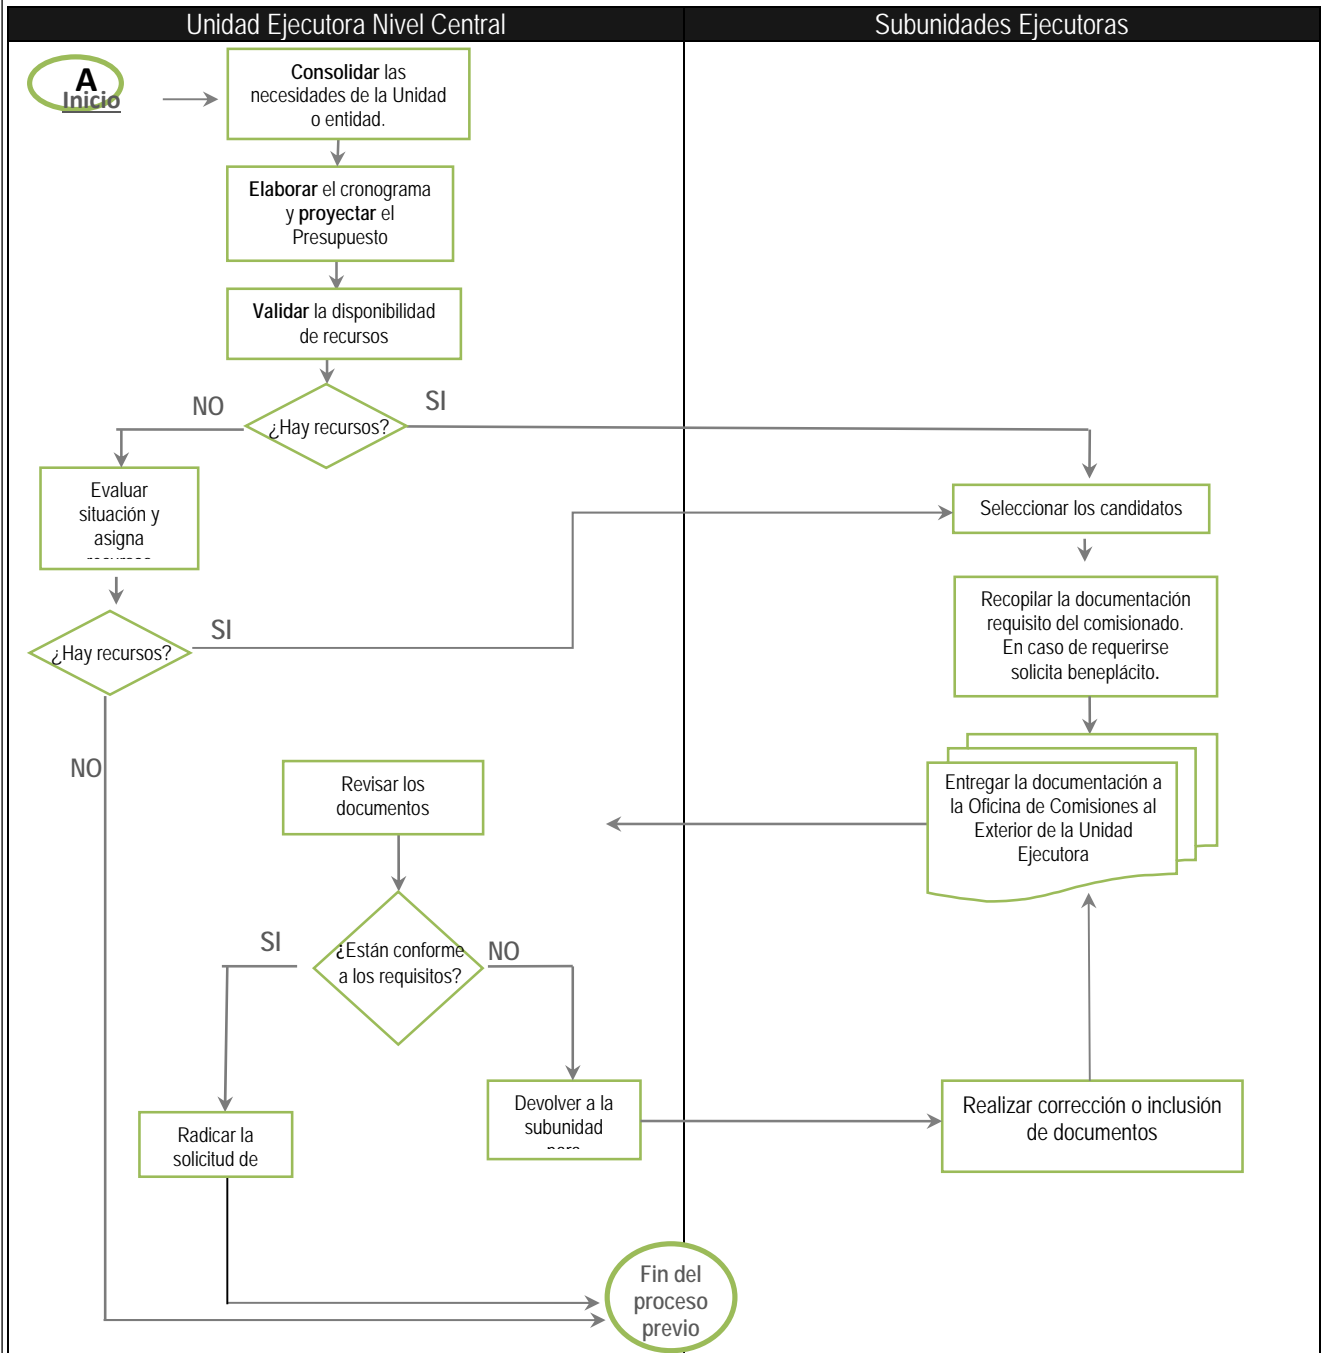 Unidad Ejecutora Nivel Central
Subunidades Ejecutoras
A
Inicio
Consolidar las
necesidades de la Unidad
o entidad.
Elaborar el cronograma
y proyectar el
Presupuesto
Validar la disponibilidad
de recursos
NO
SI
¿Hay recursos?
Evaluar
situación y
asigna
Seleccionar los candidatos
SI
¿Hay recursos?
Recopilar la documentación
requisito del comisionado.
En caso de requerirse
solicita beneplácito.
NO
Revisar los
documentos
Entregar la documentación a
la Oficina de Comisiones al
Exterior de la Unidad
Ejecutora
SI
¿Están conforme
a los requisitos?
NO
Devolver a la
subunidad
Realizar corrección o inclusión
de documentos
Radicar la
solicitud de
Fin del
proceso
previo